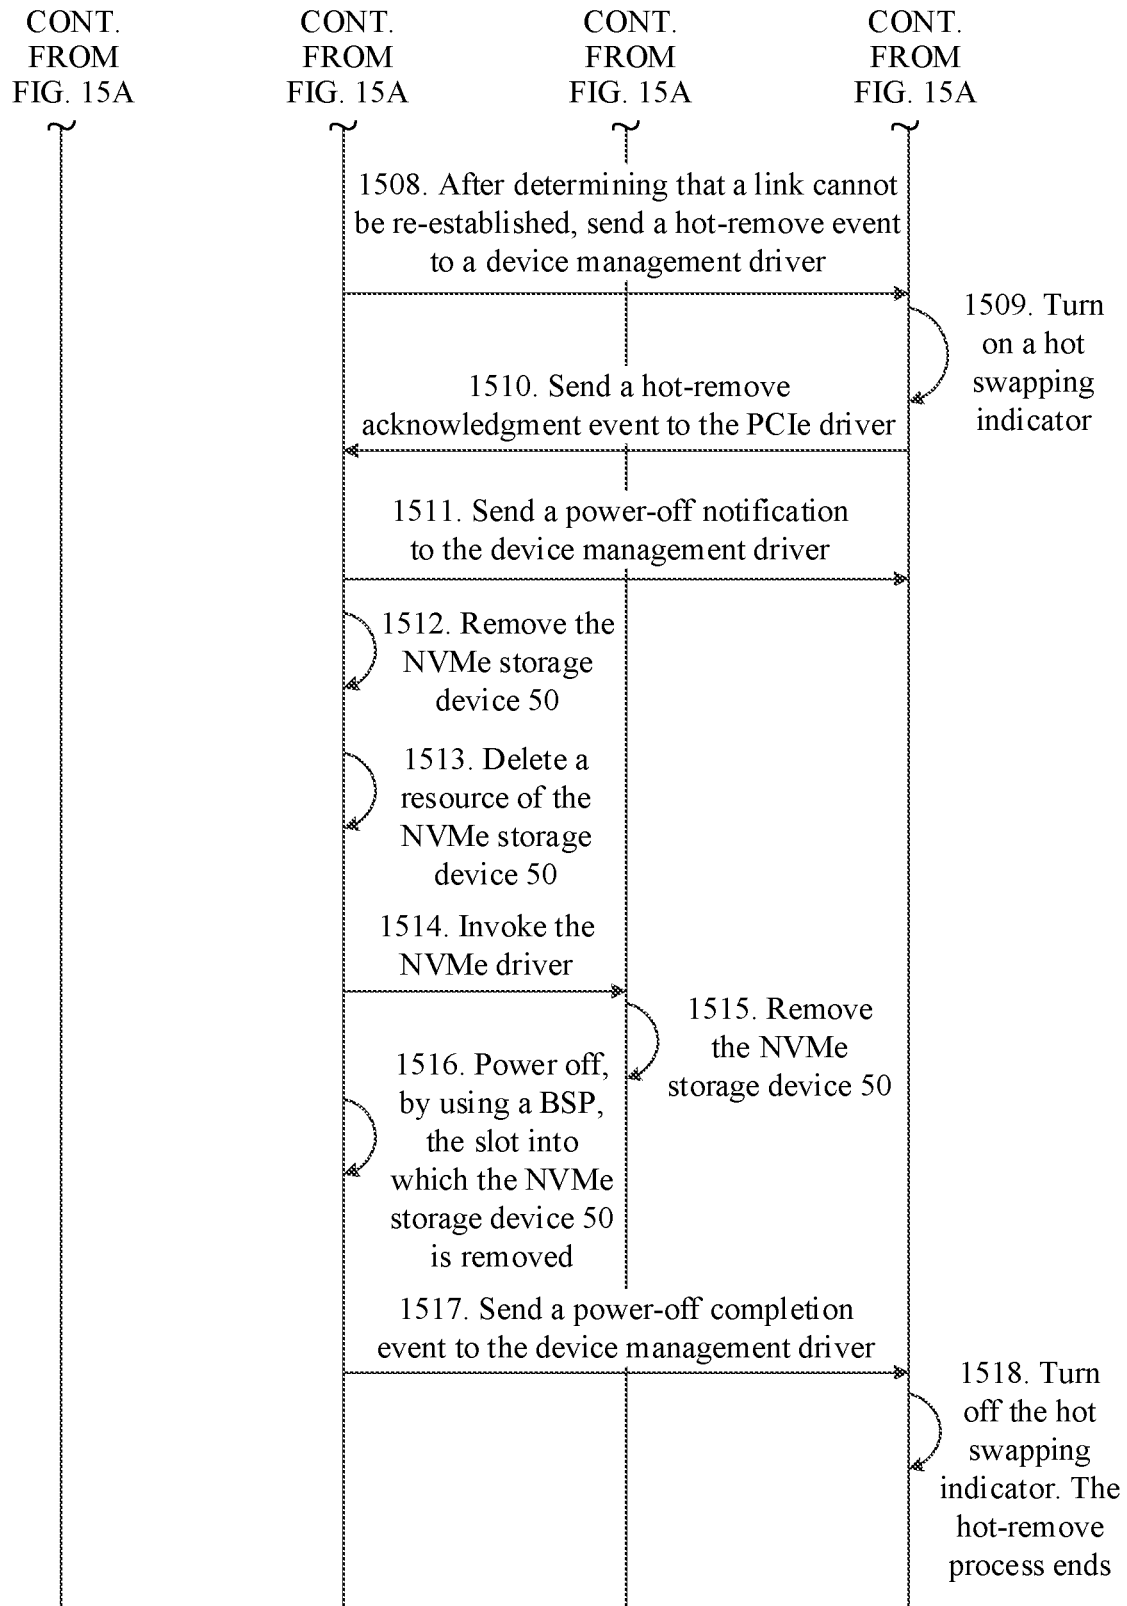 CONT.
FROM
FIG. 15A
CONT.
FROM
FIG. 15A
CONT.
FROM
FIG. 15A
CONT.
FROM
FIG. 15A
1508. After determining that a link cannot
be re-established, send a hot-remove event
to a device management driver
1509. Turn
on a hot
swapping
indicator
1510. Send a hot-remove
acknowledgment event to the PCIe driver
1511. Send a power-off notification
to the device management driver
1512. Remove the
NVMe storage
device 50
1513. Delete a
resource of the
NVMe storage
device 50
1514. Invoke the
NVMe driver
1515. Remove
the NVMe
storage device 50
1516. Power off,
by using a BSP,
the slot into
which the NVMe
storage device 50
is removed
1517. Send a power-off completion
event to the device management driver
1518. Turn
off the hot
swapping
indicator. The
hot-remove
process ends